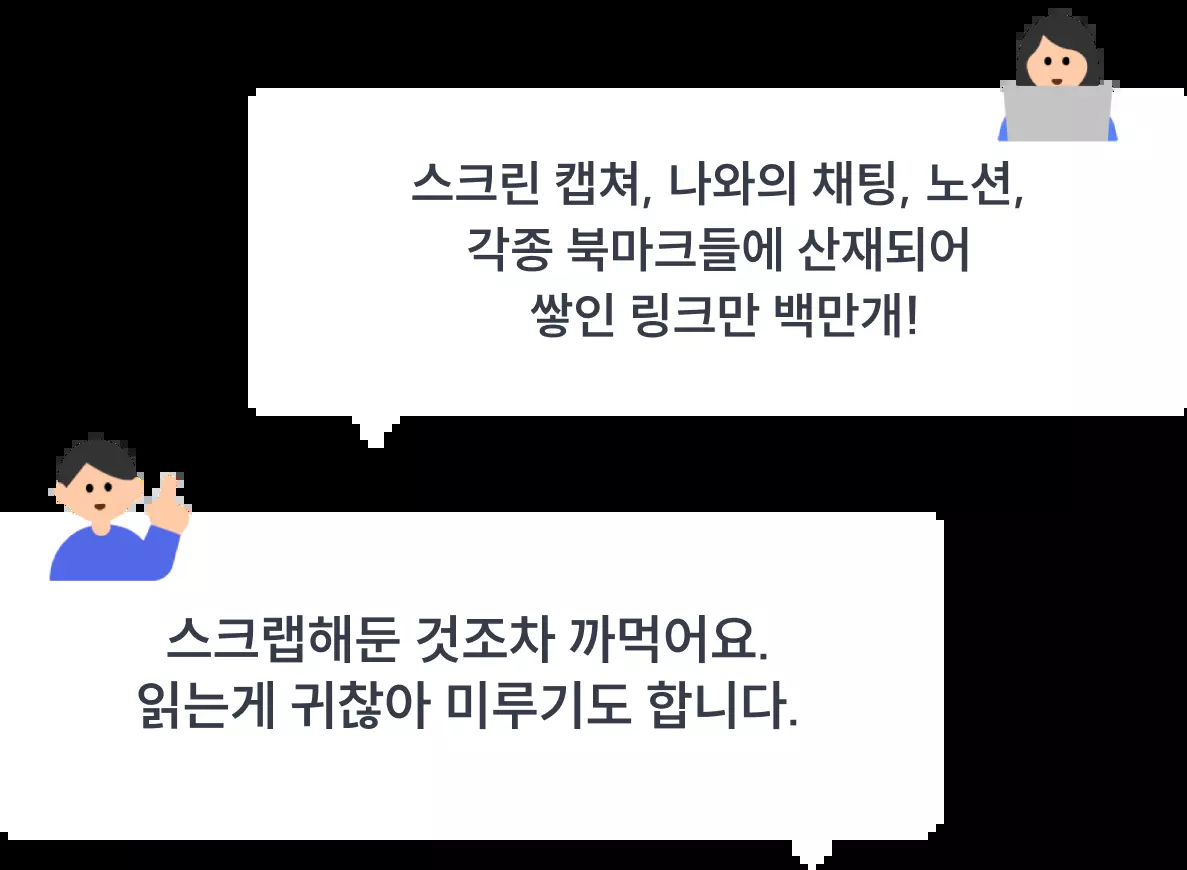 스크린 캡쳐, 나와의 채팅, 노션,
각종 북마크들에 산재되어
쌓인 링크만 백만개!
스크랩해둔 것조차 까먹어요.
읽는게 귀찮아 미루기도 합니다.